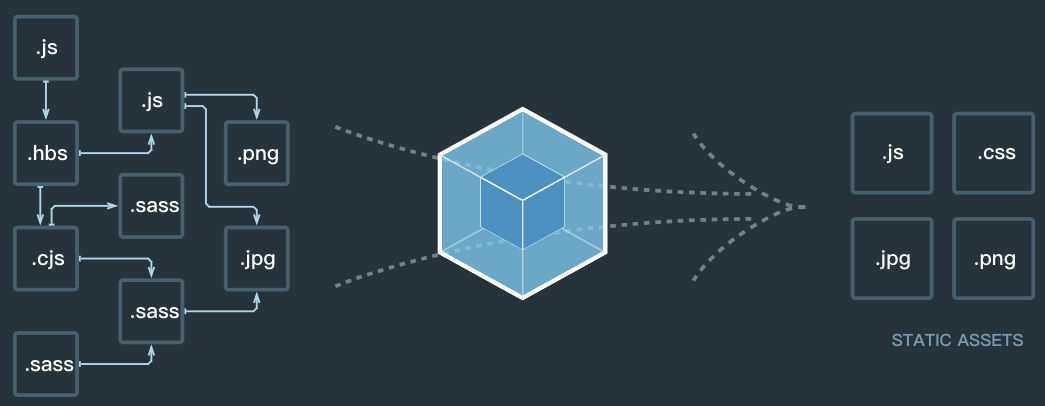 .js
.js
.hbs
.png
.sass
.cjs
.jpg
.sass
.sass
.js
.css
.jpg
.png
STATIC ASSETS